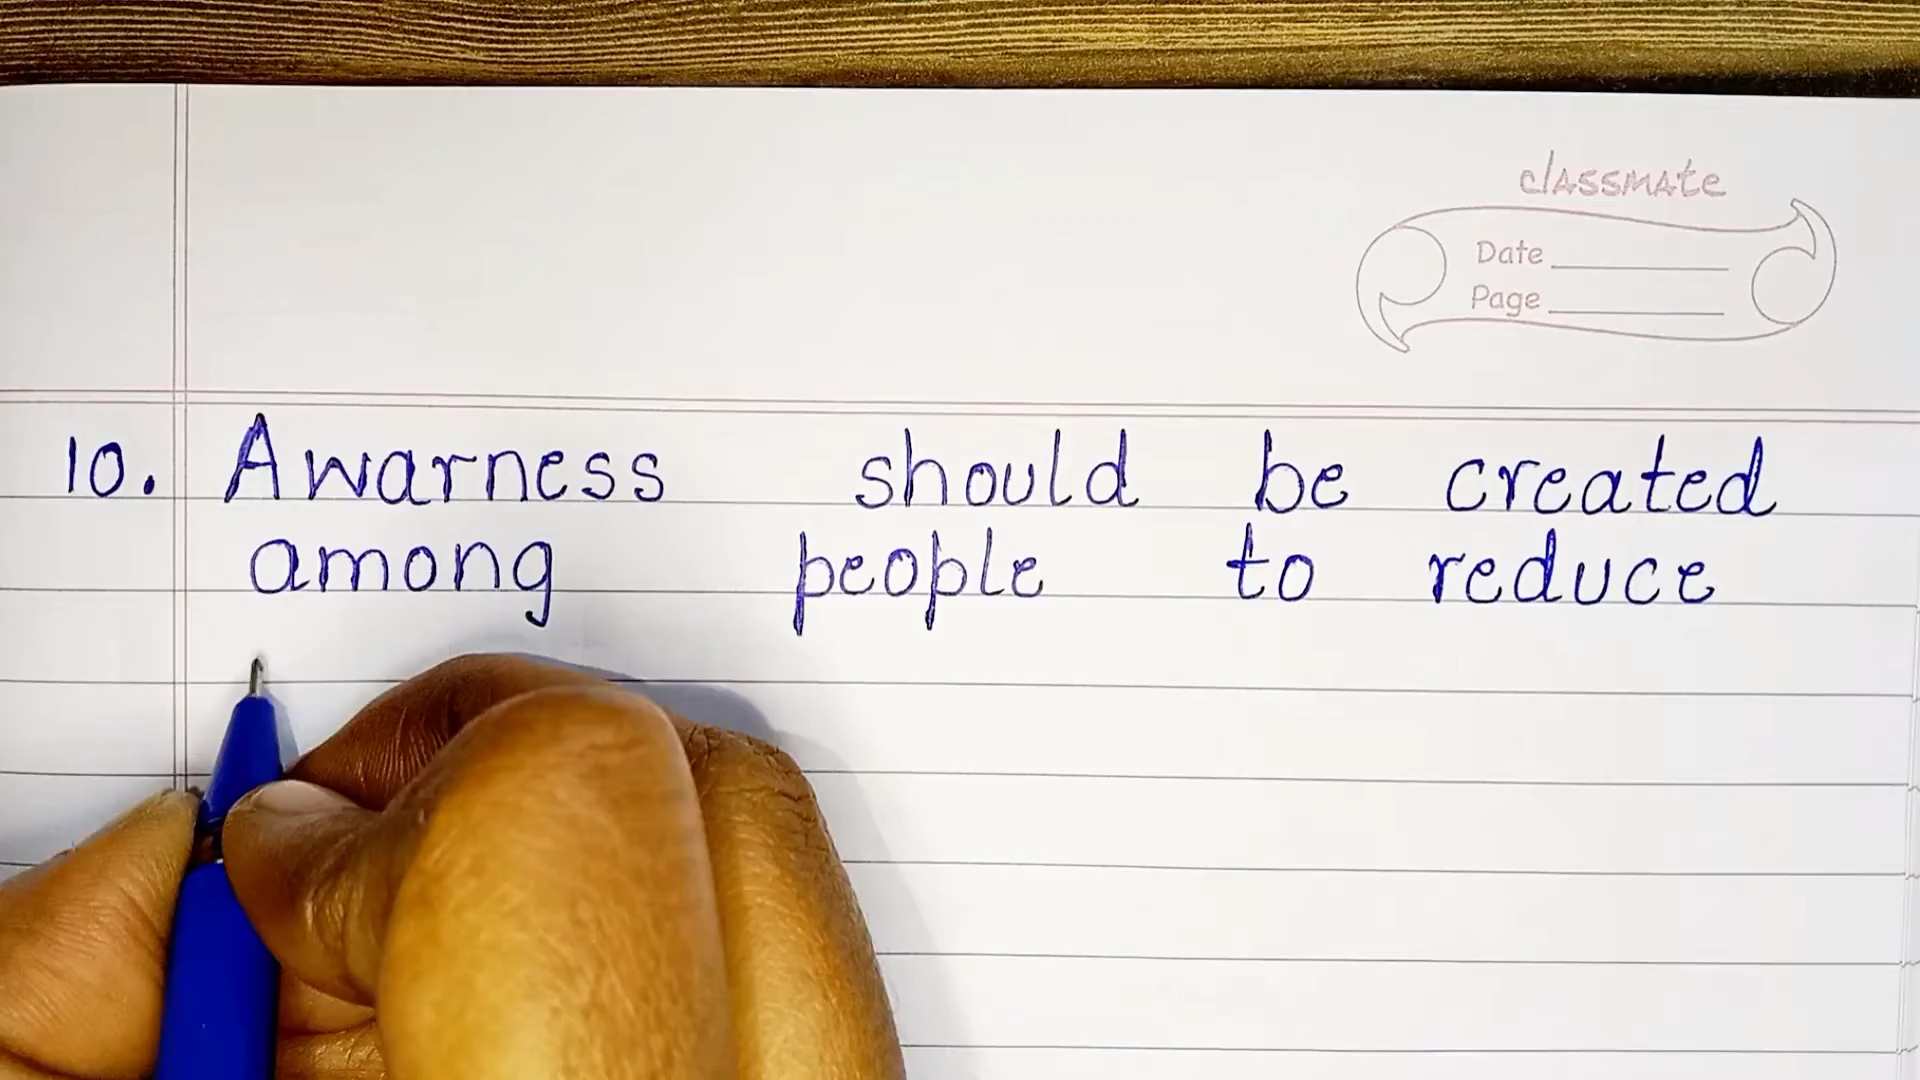 classmate
Date
Page
10. Awarness should be created
among people to reduce